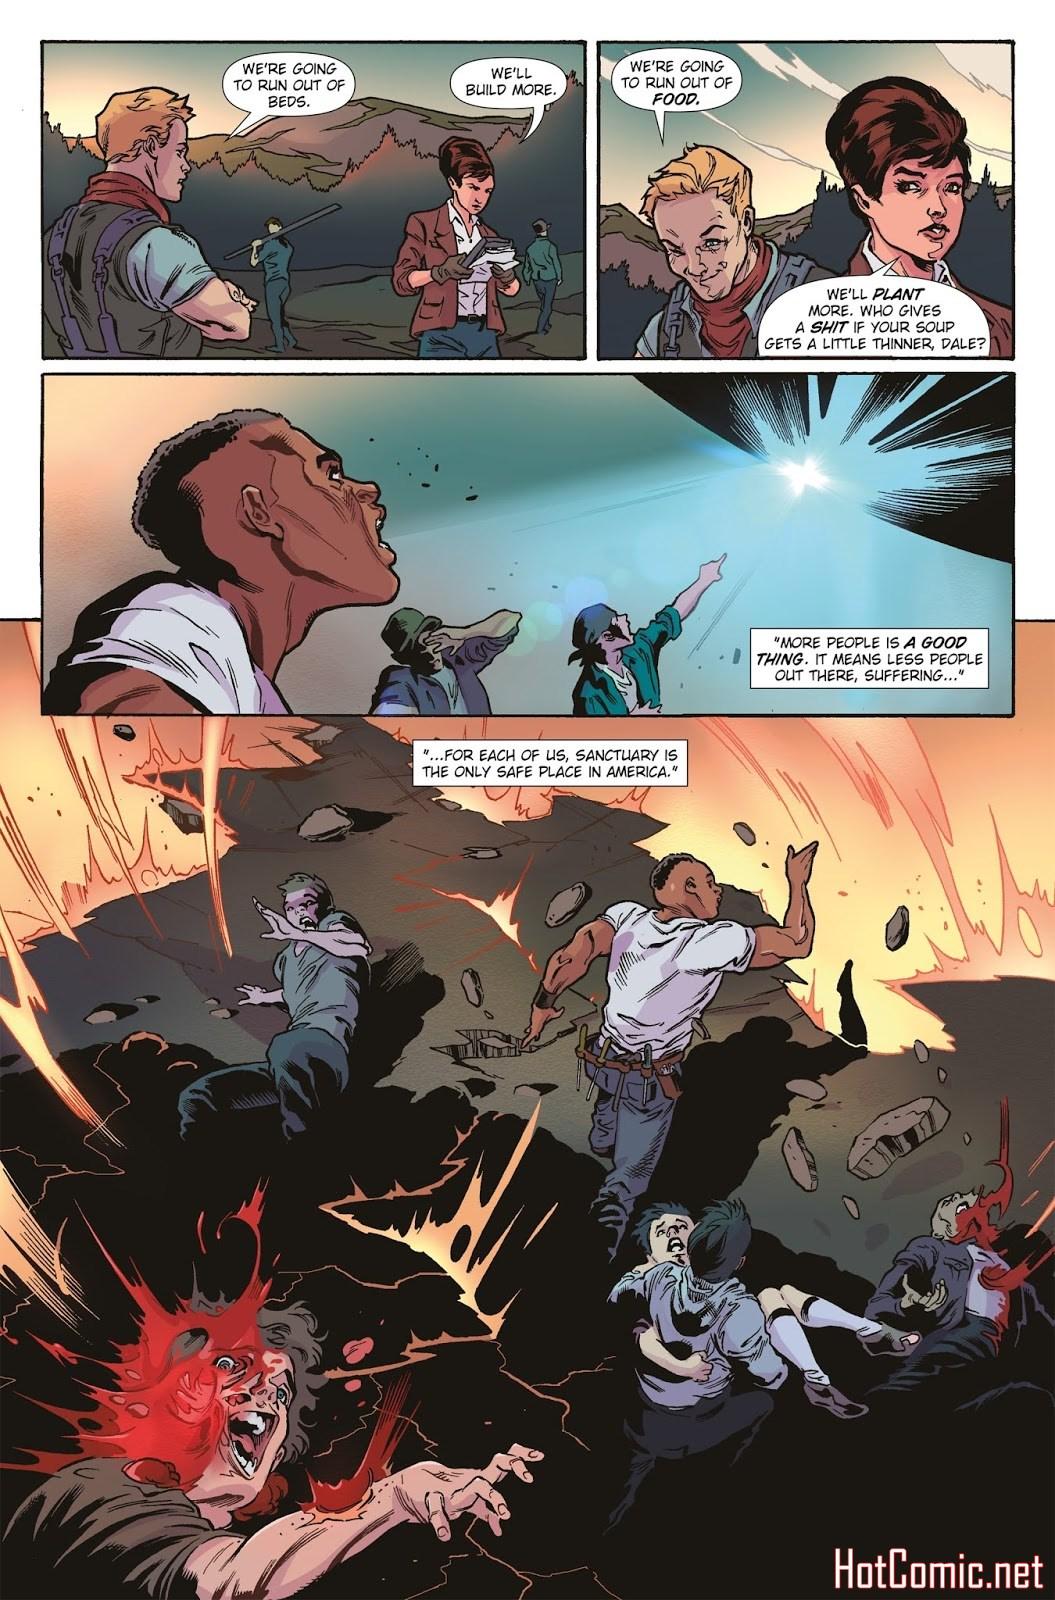 WE'RE GOING
TO RUN OUT OF
BEDS.
WE'LL
BUILD MORE.
WE'RE GOING
TO RUN OUT OF
FOOD.
WE'LL PLANT
MORE. WHO GIVES
A SHIT IF YOUR SOUP
GETS A LITTLE THINNER, DALE?
"MORE PEOPLE IS A GOOD
THING. IT MEANS LESS PEOPLE
OUT THERE, SUFFERING..."
"...FOR EACH OF US, SANCTUARY IS
THE ONLY SAFE PLACE IN AMERICA."
HotComic.net